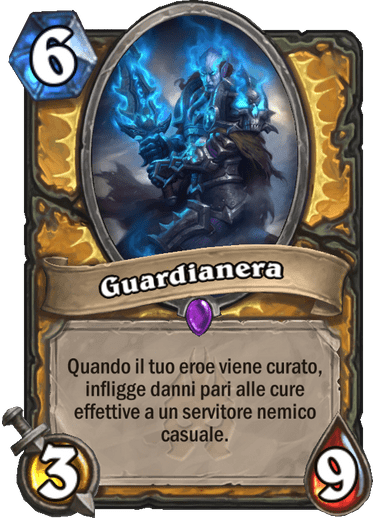 6
Guardianera
Quando il tuo eroe viene curato,
infligge danni pari alle cure
effettive a un servitore nemico
casuale.
3
9